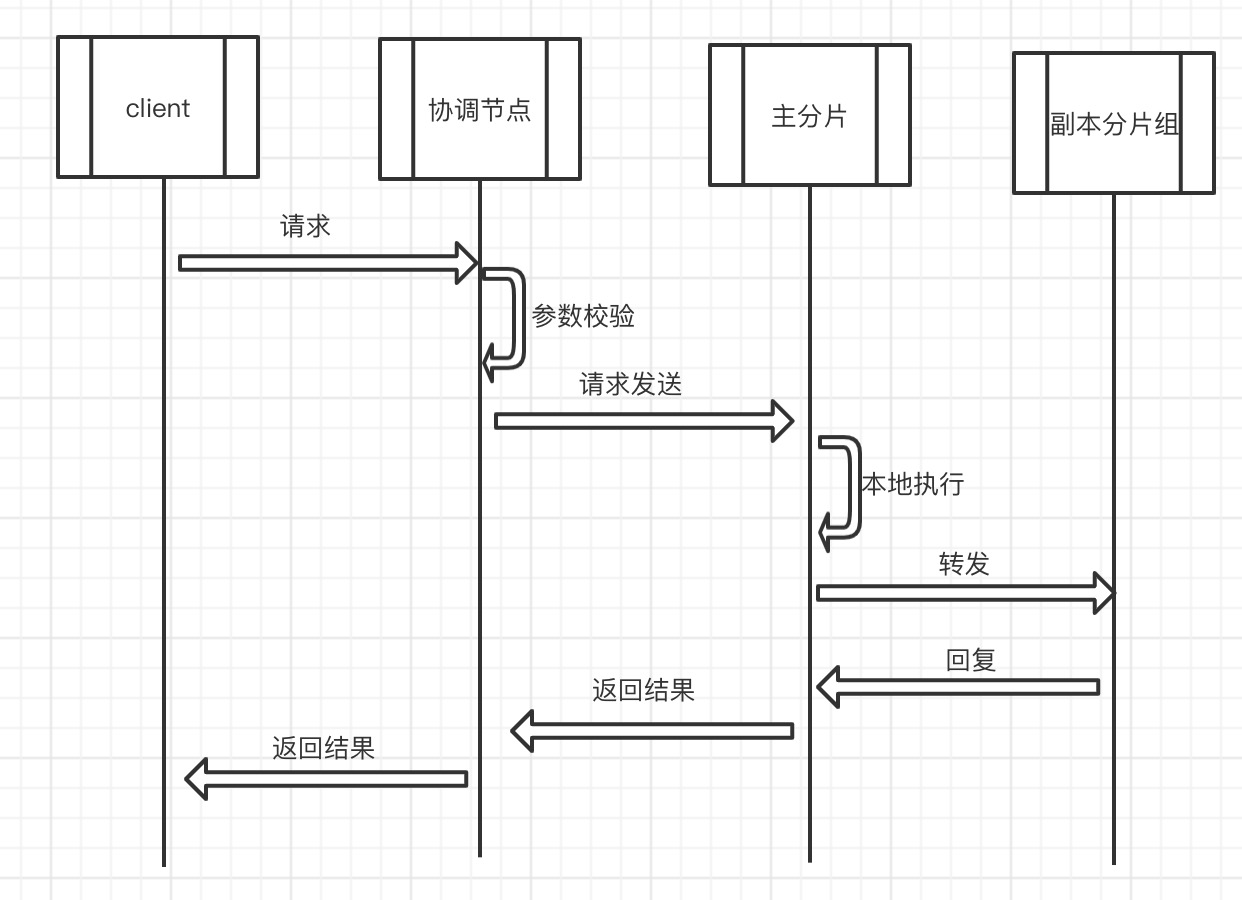 client
协调节点
主分片
副本分片组
请求
参数校验
请求发送
本地执行
转发
回复
返回结果
返回结果